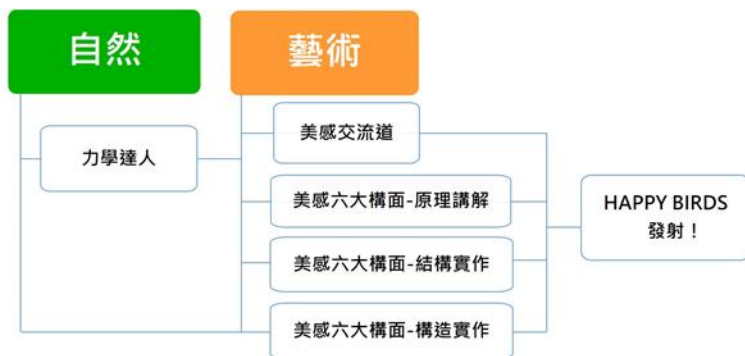 自然
藝術
力學達人
美感交流道
美感六大構面-原理講解
美感六大構面-結構實作
美感六大構面-構造實作
HAPPY BIRDS
發射！